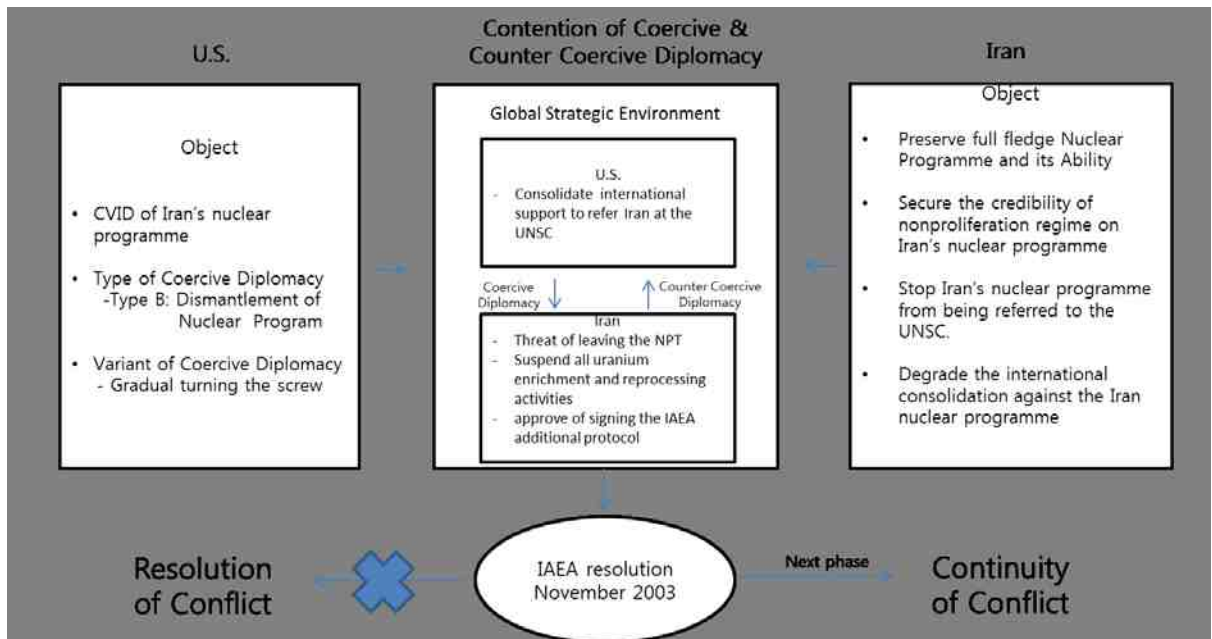 U.S.
Contention of Coercive &
Counter Coercive Diplomacy
Iran
Object
• CVID of Iran's nuclear
programme
• Type of Coercive Diplomacy
-Type B: Dismantlement of
Nuclear Program
• Variant of Coercive Diplomacy
- Gradual turning the screw
Global Strategic Environment
U.S.
- Consolidate international
support to refer Iran at the
UNSC
Coercive
Diplomacy
Counter Coercive
Diplomacy
Iran
- Threat of leaving the NPT
- Suspend all uranium
enrichment and reprocessing
activities
- approve of signing the IAEA
additional protocol
Object
• Preserve full fledge Nuclear
Programme and its Ability
• Secure the credibility of
nonproliferation regime on
Iran's nuclear programme
• Stop Iran's nuclear programme
from being referred to the
UNSC.
• Degrade the international
consolidation against the Iran
nuclear programme
Resolution
of Conflict
IAEA resolution
November 2003
Next phase
Continuity
of Conflict